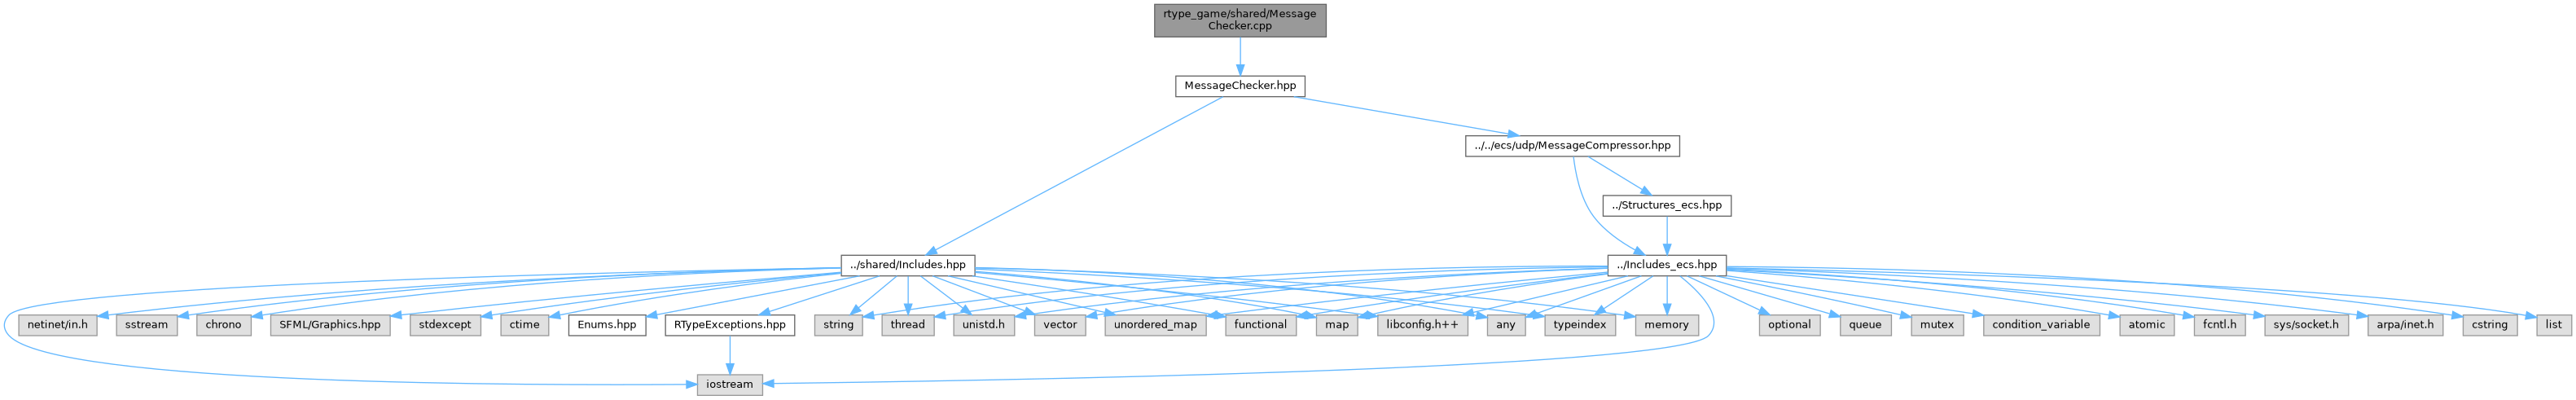 rtype_game/shared/Message
Checker.cpp
MessageChecker.hpp
../../ecs/udp/MessageCompressor.hpp
../Structures_ecs.hpp
../shared/Includes.hpp
../Includes_ecs.hpp
netinet/in.h
sstream
chrono
SFML/Graphics.hpp
stdexcept
ctime
Enums.hpp
RTypeExceptions.hpp
string
thread
unistd.h
vector
unordered_map
functional
map
libconfig.h++
any
typeindex
memory
optional
queue
mutex
condition_variable
atomic
fcntl.h
sys/socket.h
arpa/inet.h
cstring
list
iostream